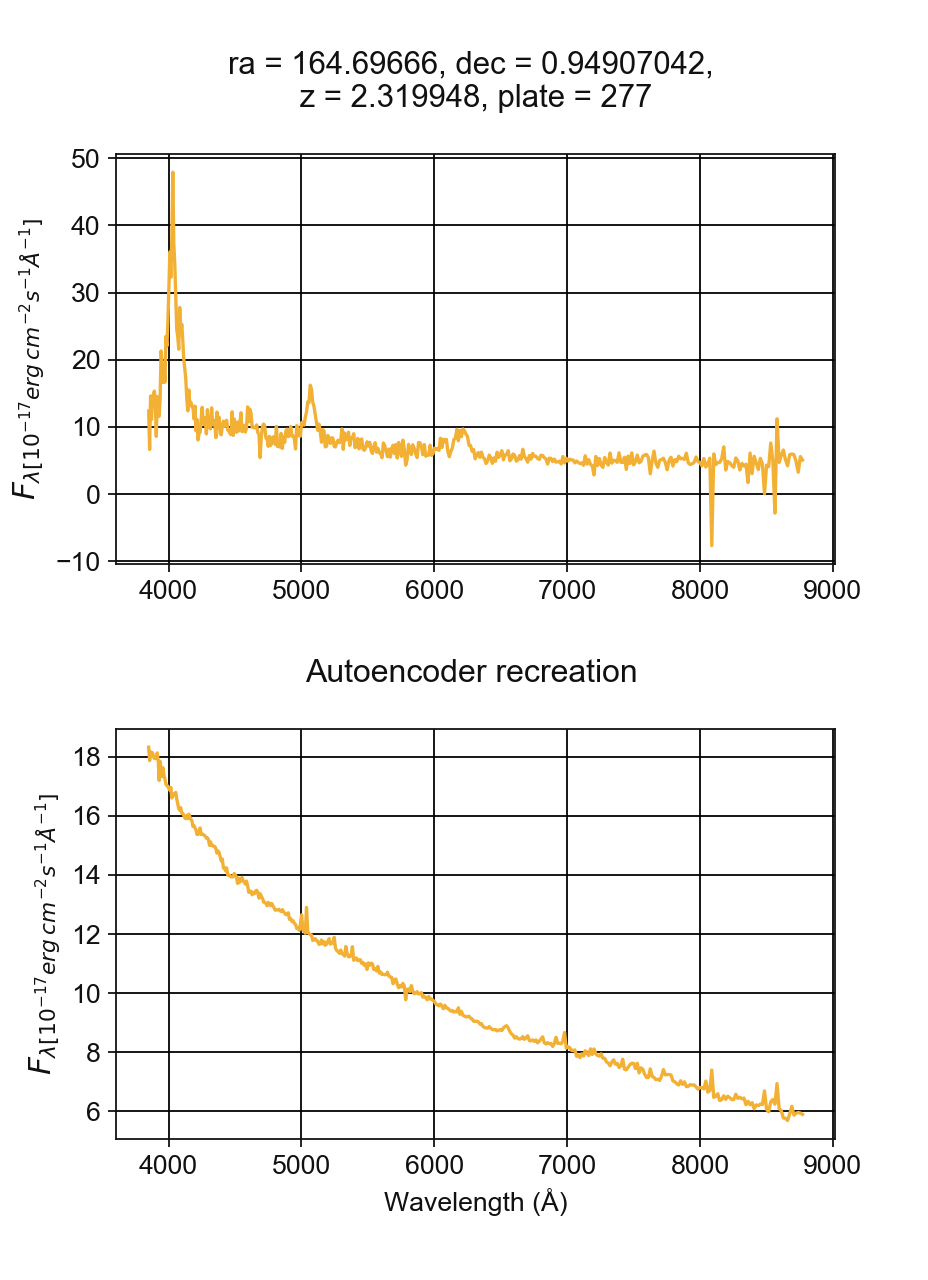 ra = 164.69666, dec = 0.94907042,
z = 2.319948, plate = 277
50
40
30
20
10
0
−10
F_λ[10^{−17} erg cm^{−2} s^{−1} Å^{−1}]
4000 5000 6000 7000 8000 9000
Autoencoder recreation
18
16
14
12
10
8
6
F_λ[10^{−17} erg cm^{−2} s^{−1} Å^{−1}]
4000 5000 6000 7000 8000 9000
Wavelength (Å)